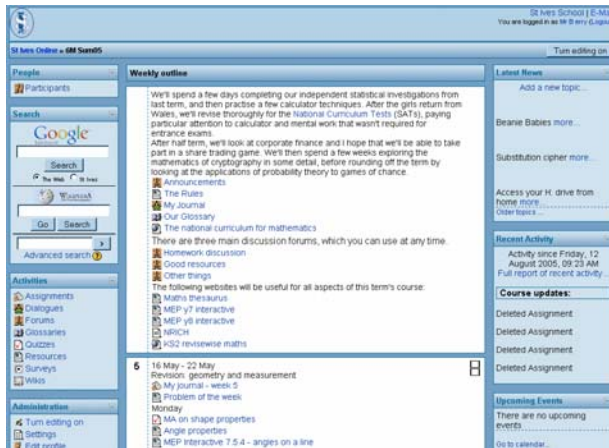 St Ives School | E-Ma
You are logged in as Mr Berry (Logou
St Ives Online » 6M Sum05
Turn editing on
People
Participants
Search
Google
Search
The Web St Ives
WIKIPEDIA
Go Search
Advanced search
Activities
Assignments
Dialogues
Forums
Glossaries
Quizzes
Resources
Surveys
Wikis
Administration
Turn editing on
Settings
Edit profile
Weekly outline
We'll spend a few days completing our independent statistical investigations from
last term, and then practise a few calculator techniques. After the girls return from
Wales, we'll revise thoroughly for the National Curriculum Tests (SATs), paying
particular attention to calculator and mental work that wasn't required for
entrance exams.
After half term, we'll look at corporate finance and I hope that we'll be able to take
part in a share trading game. We'll then spend a few weeks exploring the
mathematics of cryptography in some detail, before rounding off the term by
looking at the applications of probability theory to games of chance.
Announcements
The Rules
My Journal
Our Glossary
The national curriculum for mathematics
There are three main discussion forums, which you can use at any time.
Homework discussion
Good resources
Other things
The following websites will be useful for all aspects of this term's course:
Maths thesaurus
MEP y7 interactive
MEP y8 interactive
NRICH
KS2 revisewise maths
5
16 May - 22 May
Revision: geometry and measurement
My journal - week 5
Problem of the week
Monday
MA on shape properties
Angle properties
MEP Interactive 7.5.4 - angles on a line
Latest News
Add a new topic...
Beanie Babies more...
Substitution cipher more...
Access your H: drive from
home more...
Older topics ...
Recent Activity
Activity since Friday, 12
August 2005, 09:23 AM
Full report of recent activity...
Course updates:
Deleted Assignment
Deleted Assignment
Deleted Assignment
Deleted Assignment
Upcoming Events
There are no upcoming
events
Go to calendar...